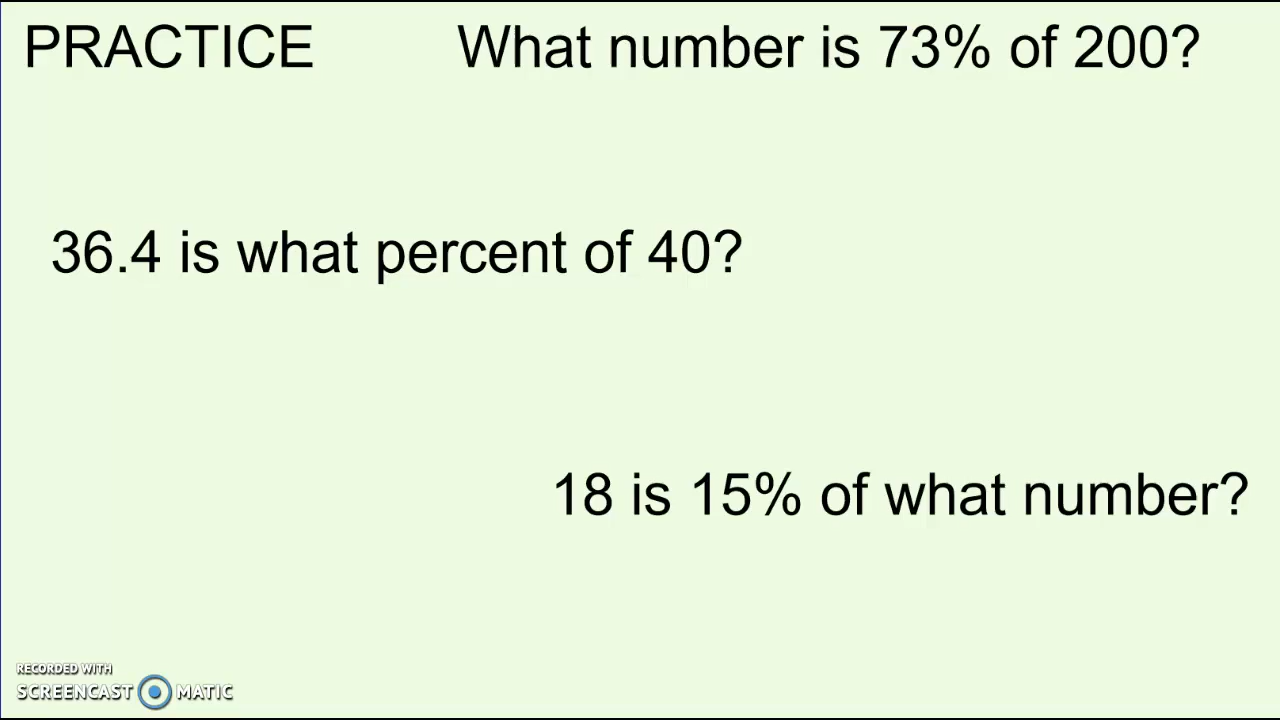 PRACTICE What number is 73% of 200?
36.4 is what percent of 40?
18 is 15% of what number?
RECORDED WITH
SCREENCAST MATIC